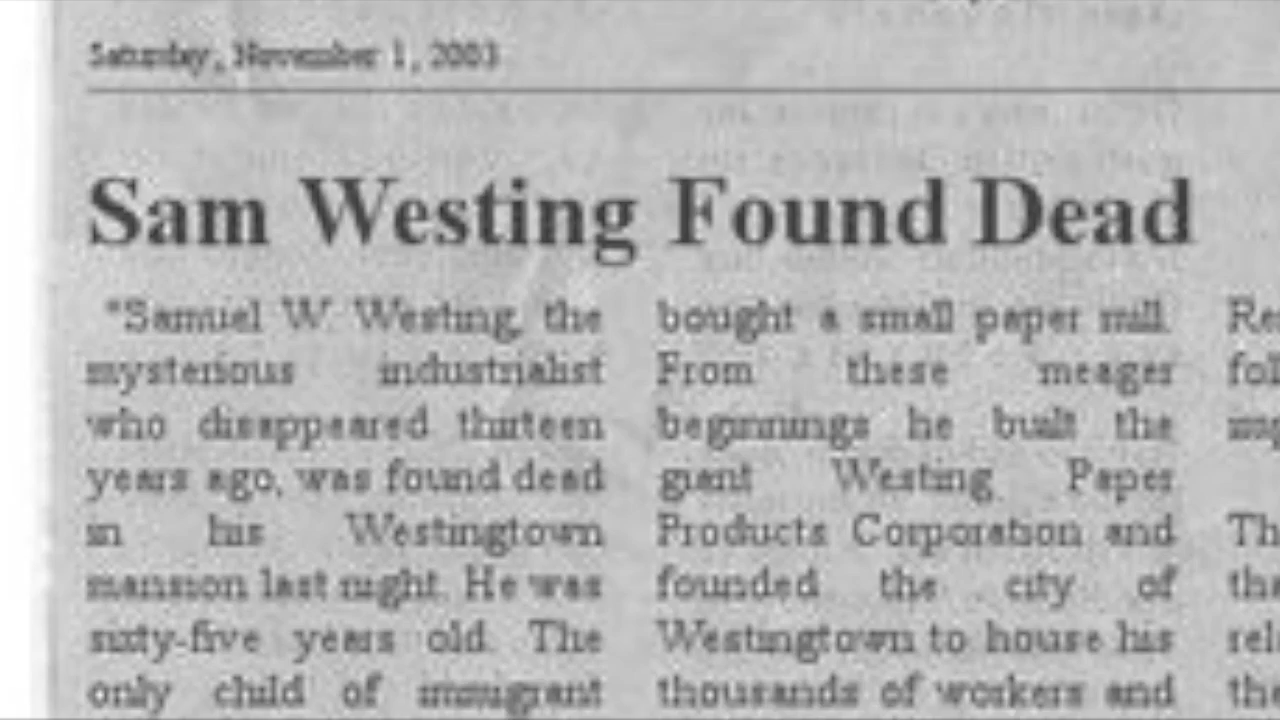 Saturday, November 1, 2003
Sam Westing Found Dead
"Samuel W. Westing, the
mysterious industrialist
who disappeared thirteen
years ago, was found dead
in his Westingtown
mansion last night. He was
sixty-five years old. The
only child of immigrant
bought a small paper mill.
From these meager
beginnings he built the
giant Westing Paper
Products Corporation and
founded the city of
Westingtown to house his
thousands of workers and